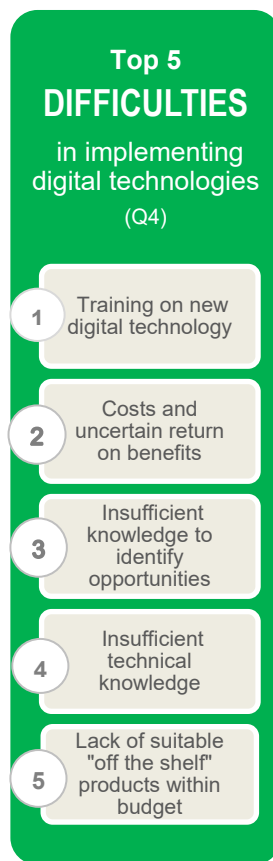 Top 5
DIFFICULTIES
in implementing
digital technologies
(Q4)
1
Training on new
digital technology
2
Costs and
uncertain return
on benefits
3
Insufficient
knowledge to
identify
opportunities
4
Insufficient
technical
knowledge
5
Lack of suitable
"off the shelf"
products within
budget